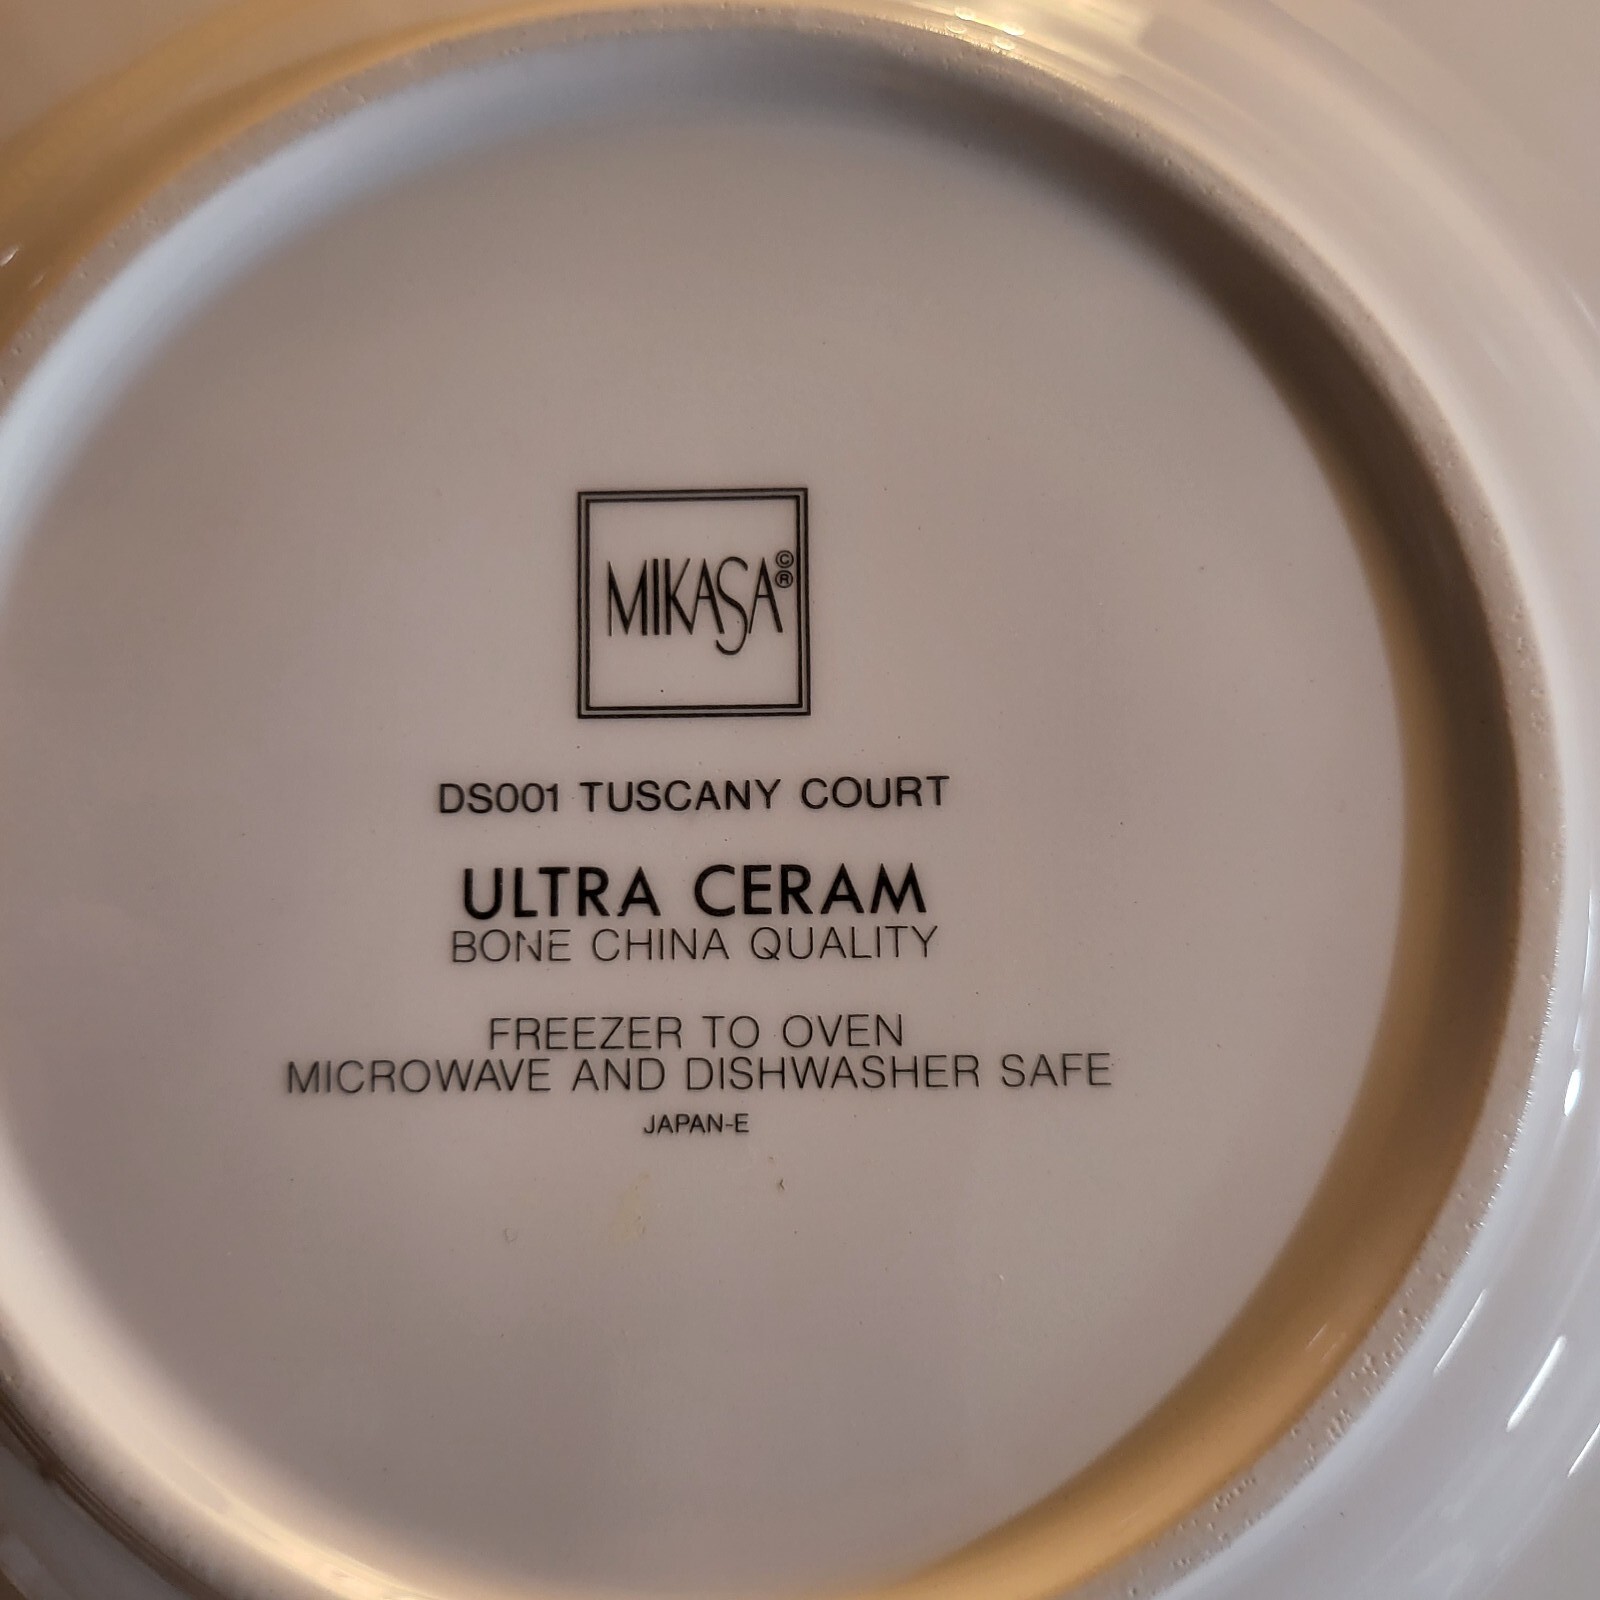 MIKASA©®
DS001 TUSCANY COURT
ULTRA CERAM
BONE CHINA QUALITY
FREEZER TO OVEN
MICROWAVE AND DISHWASHER SAFE
JAPAN-E